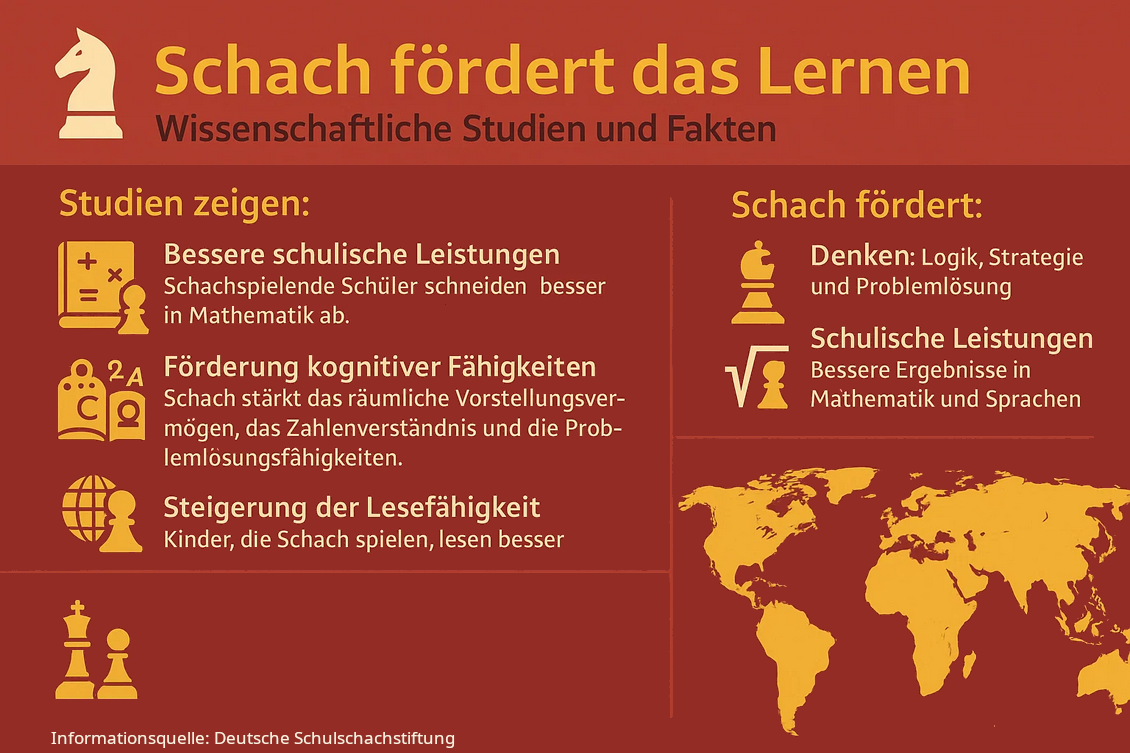 Schach fördert das Lernen
Wissenschaftliche Studien und Fakten
Studien zeigen:
Bessere schulische Leistungen
Schachspielende Schüler schneiden besser
in Mathematik ab.
2A
C
Ω
Förderung kognitiver Fähigkeiten
Schach stärkt das räumliche Vorstellungsver-
mögen, das Zahlenverständnis und die Prob-
lemlösungsfâhigkeiten.
Steigerung der Lesefähigkeit
Kinder, die Schach spielen, lesen besser
Schach fördert:
Denken: Logik, Strategie
und Problemlösung
Schulische Leistungen
Bessere Ergebnisse in
Mathematik und Sprachen
Informationsquelle: Deutsche Schulschachstiftung